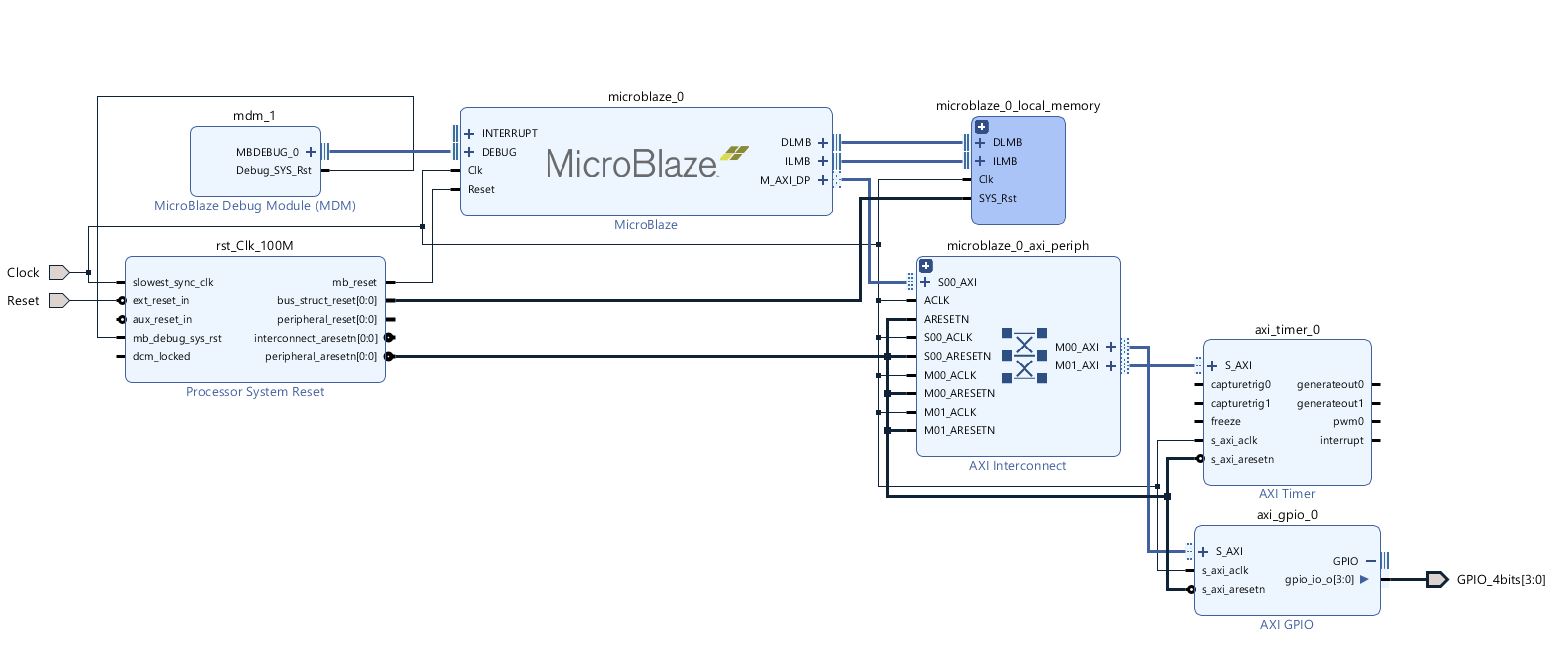 microblaze_0
microblaze_0_local_memory
mdm_1
INTERRUPT
DEBUG
Clk
Reset
MicroBlaze
DLMB
ILMB
M_AXI_DP
DLMB
ILMB
Clk
SYS_Rst
MBDEBUG_0
Debug_SYS_Rst
MicroBlaze Debug Module (MDM)
MicroBlaze
rst_Clk_100M
microblaze_0_axi_periph
Clock
Reset
slowest_sync_clk
ext_reset_in
aux_reset_in
mb_debug_sys_rst
dcm_locked
mb_reset
bus_struct_reset[0:0]
peripheral_reset[0:0]
interconnect_aresetn[0:0]
peripheral_aresetn[0:0]
Processor System Reset
S00_AXI
ACLK
ARESETN
S00_ACLK
S00_ARESETN
M00_ACLK
M00_ARESETN
M01_ACLK
M01_ARESETN
M00_AXI
M01_AXI
AXI Interconnect
axi_timer_0
S_AXI
capturetrig0
capturetrig1
freeze
s_axi_aclk
s_axi_aresetn
generateout0
generateout1
pwm0
interrupt
AXI Timer
axi_gpio_0
S_AXI
s_axi_aclk
s_axi_aresetn
GPIO
gpio_io_o[3:0]
GPIO_4bits[3:0]
AXI GPIO